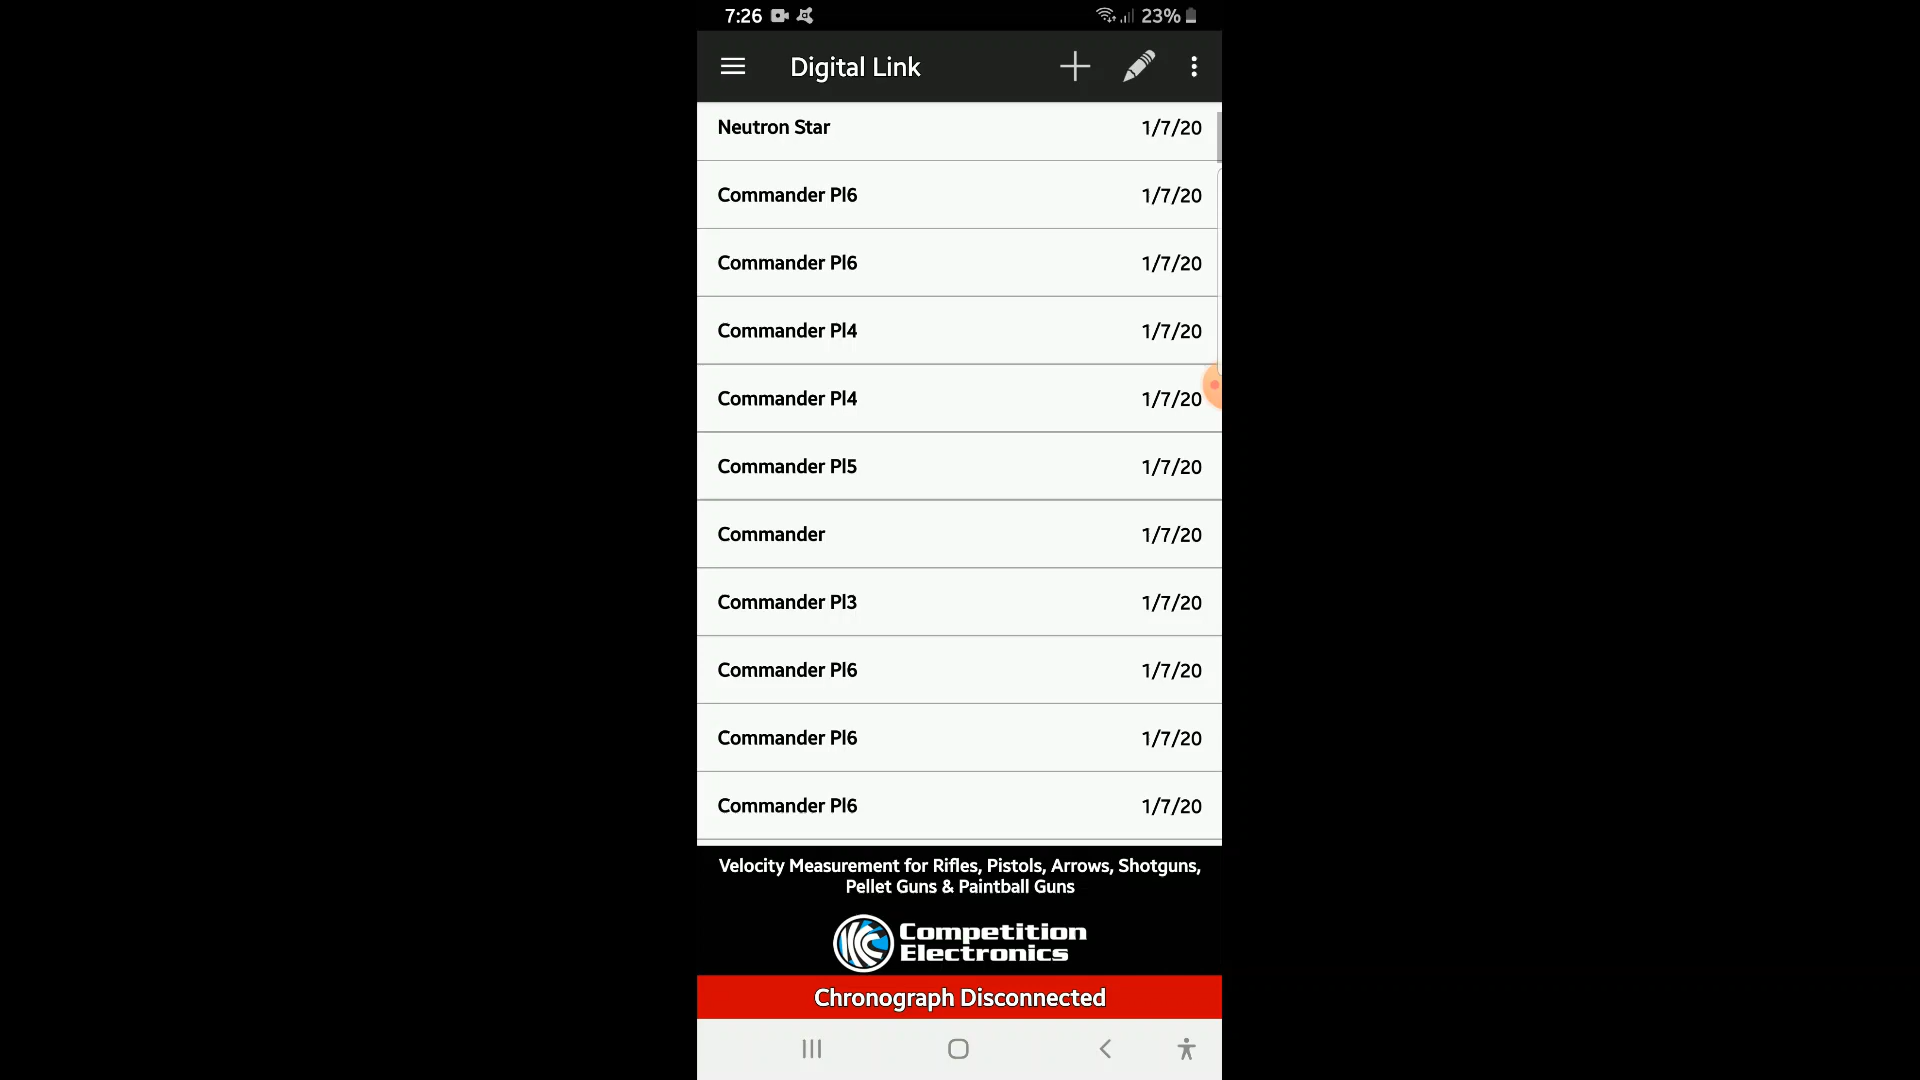 7:26 23%
Digital Link
Neutron Star 1/7/20
Commander Pl6 1/7/20
Commander Pl6 1/7/20
Commander Pl4 1/7/20
Commander Pl4 1/7/20
Commander Pl5 1/7/20
Commander 1/7/20
Commander Pl3 1/7/20
Commander Pl6 1/7/20
Commander Pl6 1/7/20
Commander Pl6 1/7/20
Velocity Measurement for Rifles, Pistols, Arrows, Shotguns,
Pellet Guns & Paintball Guns
Competition
Electronics
Chronograph Disconnected